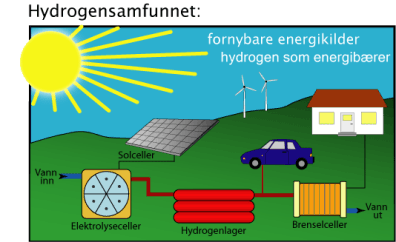 Hydrogensamfunnet:
fornybare energikilder
hydrogen som energibærer
Solceller
Vann
inn
Elektrolyseceller
Hydrogenlager
Brenselceller
Vann
ut